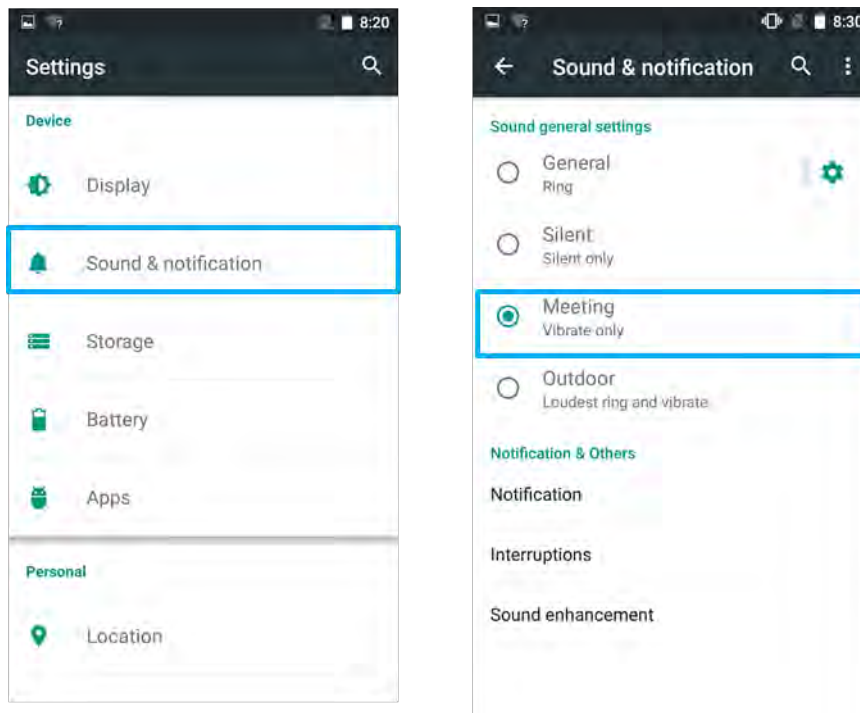 8:20
Settings
Device
Display
Sound & notification
Storage
Battery
Apps
Personal
Location
8:30
Sound & notification
Sound general settings
General
Ring
Silent
Silent only
Meeting
Vibrate only
Outdoor
Loudest ring and vibrate
Notification & Others
Notification
Interruptions
Sound enhancement